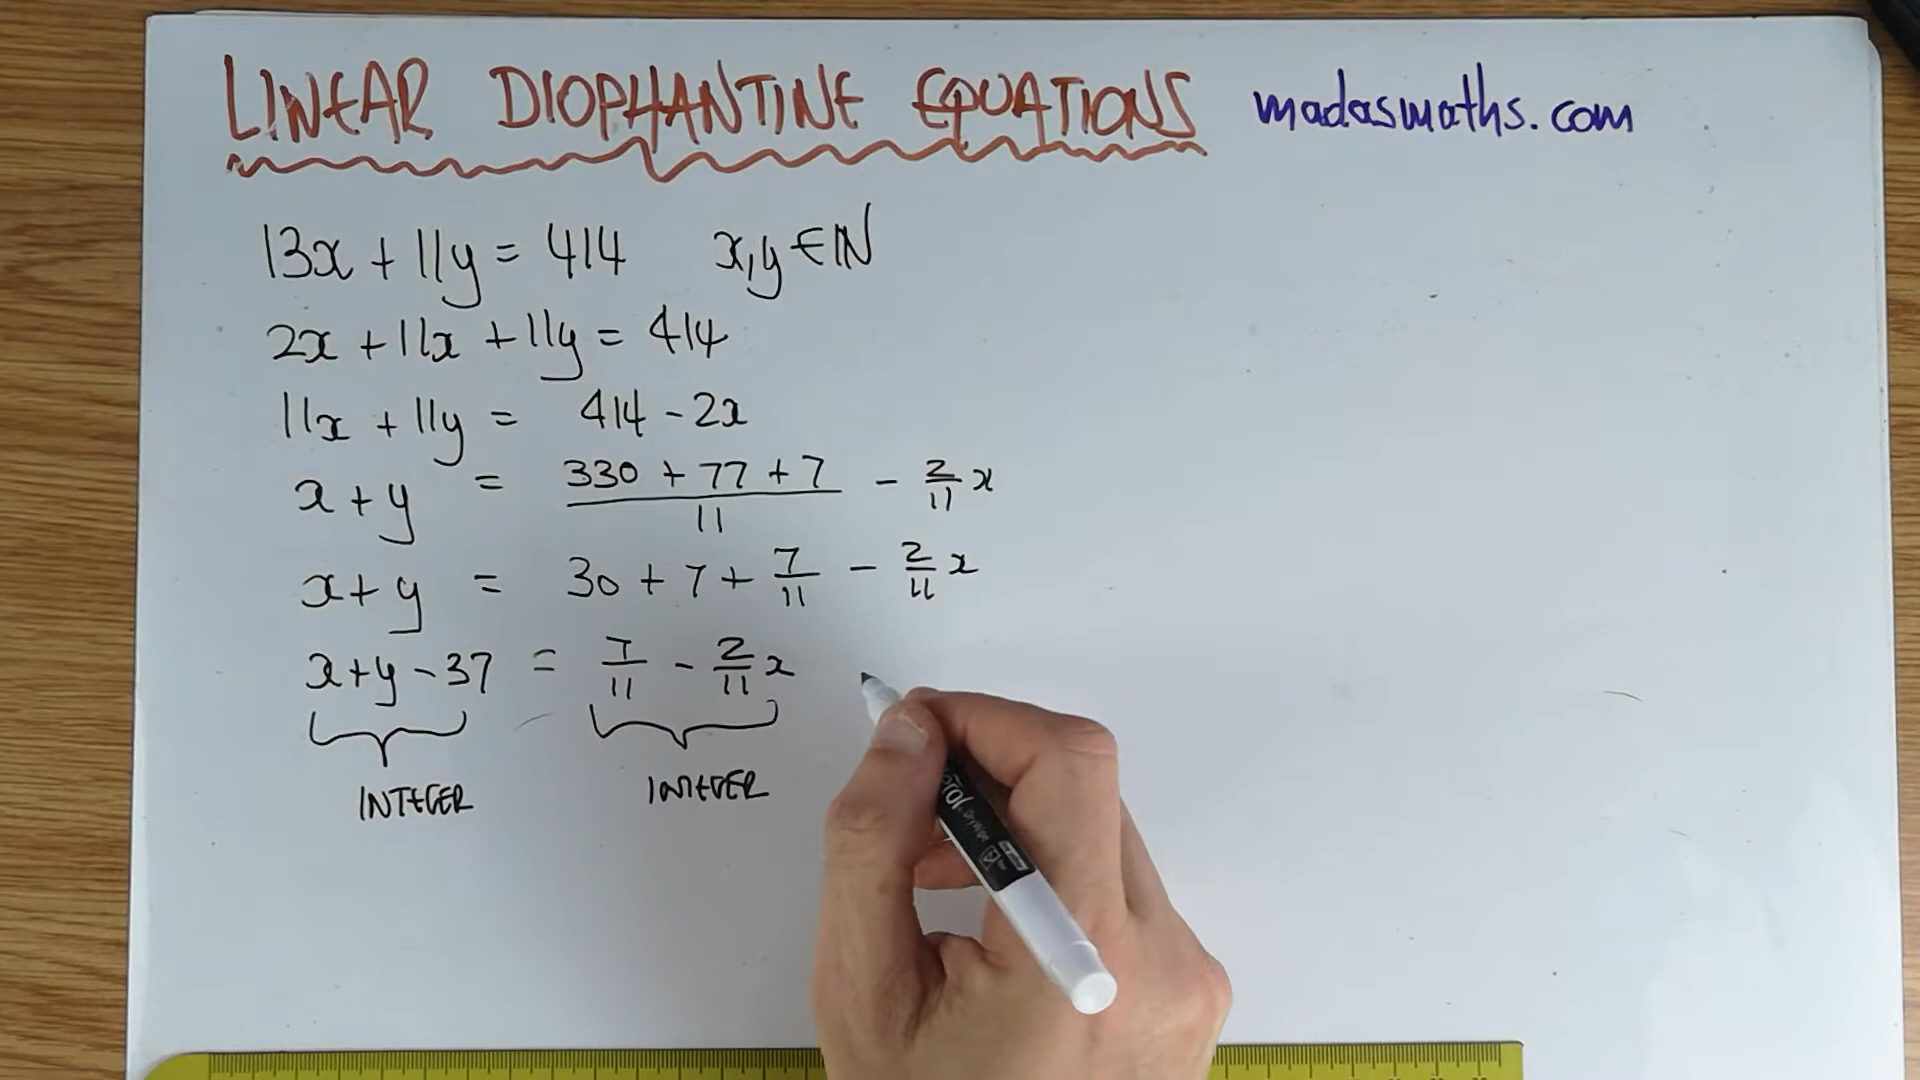 LINEAR DIOPHANTINE EQUATIONS madasmaths.com
13x + 11y = 414 x,y ∈ ℕ
2x + 11x + 11y = 414
11x + 11y = 414 - 2x
x + y = (330 + 77 + 7)/11 - 2/11 x
x + y = 30 + 7 + 7/11 - 2/11 x
x + y - 37 = 7/11 - 2/11 x
INTEGER INTEGER